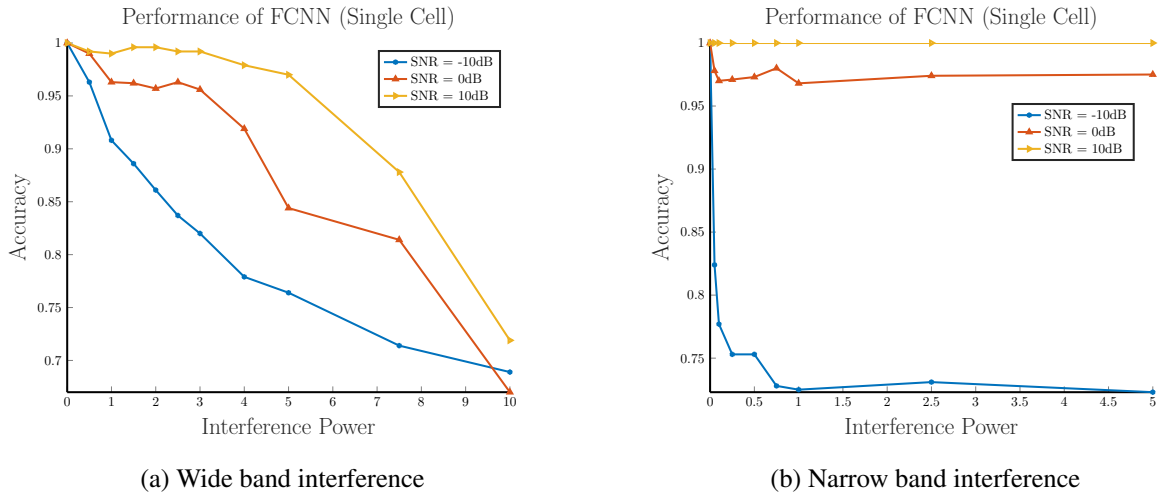 Performance of FCNN (Single Cell)
1
0.95
0.9
0.85
0.8
0.75
0.7
Accuracy
SNR = -10dB
SNR = 0dB
SNR = 10dB
0 1 2 3 4 5 6 7 8 9 10
Interference Power
(a) Wide band interference
Performance of FCNN (Single Cell)
1
0.95
0.9
0.85
0.8
0.75
Accuracy
SNR = -10dB
SNR = 0dB
SNR = 10dB
0 0.5 1 1.5 2 2.5 3 3.5 4 4.5 5
Interference Power
(b) Narrow band interference